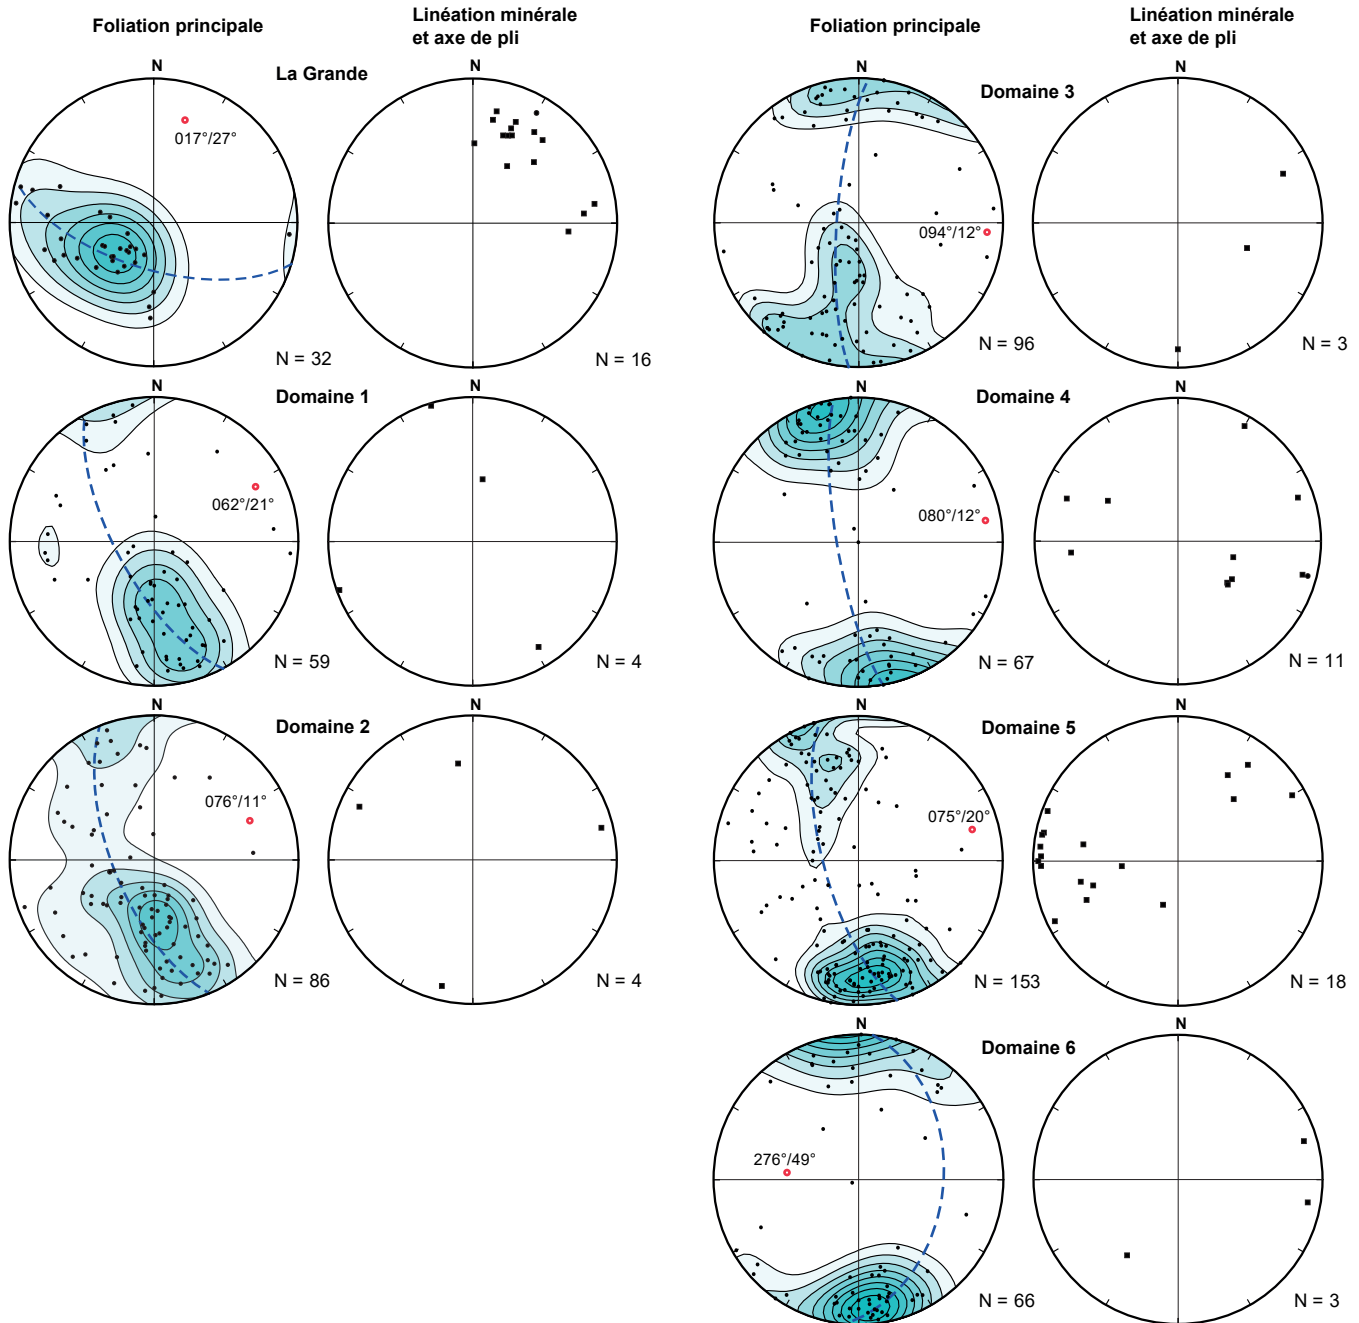 Foliation principale
Linéation minérale
et axe de pli
Foliation principale
Linéation minérale
et axe de pli
N
La Grande
N
017°/27°
N = 32
N = 16
N
Domaine 3
N
094°/12°
N = 96
N = 3
N
Domaine 1
N
062°/21°
N = 59
N = 4
N
Domaine 4
N
080°/12°
N = 67
N = 11
N
Domaine 2
N
076°/11°
N = 86
N = 4
N
Domaine 5
N
075°/20°
N = 153
N = 18
N
Domaine 6
N
276°/49°
N = 66
N = 3